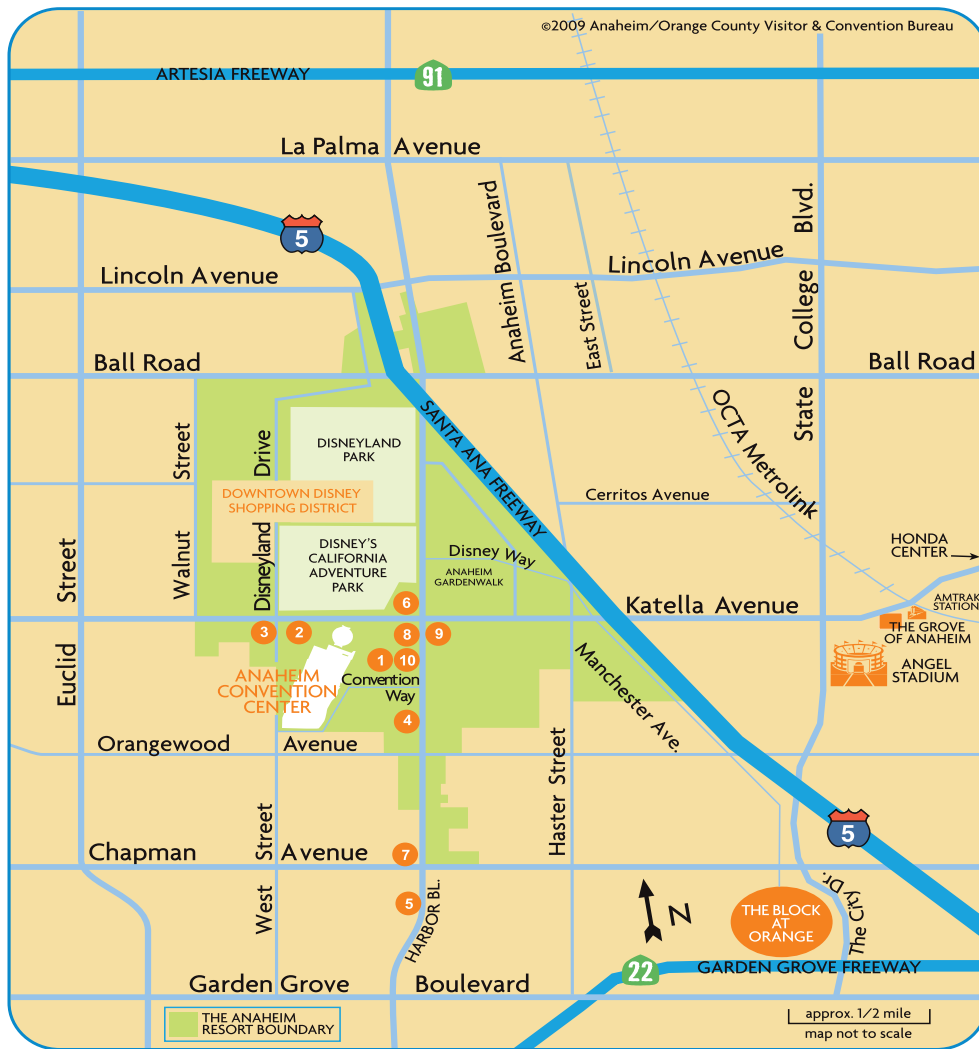 ©2009 Anaheim/Orange County Visitor & Convention Bureau
ARTESIA FREEWAY
91
La Palma Avenue
5
Lincoln Avenue
Anaheim Boulevard
Lincoln Avenue
East Street
State College Blvd.
Ball Road
Ball Road
SANTA ANA FREEWAY
OCTA Metrolink
Walnut Street
Disneyland Drive
DISNEYLAND
PARK
DOWNTOWN DISNEY
SHOPPING DISTRICT
Cerritos Avenue
DISNEY'S
CALIFORNIA
ADVENTURE
PARK
Disney Way
ANAHEIM
GARDENWALK
HONDA
CENTER
AMTRAK
STATION
Euclid Street
6
Katella Avenue
THE GROVE
OF ANAHEIM
3
2
8
9
ANGEL
STADIUM
1
10
ANAHEIM
CONVENTION
CENTER
Convention
Way
4
Manchester Ave.
Orangewood Avenue
Haster Street
West Street
5
Chapman Avenue
7
5
HARBOR BL.
N
THE BLOCK
AT
ORANGE
The City Dr.
22
GARDEN GROVE FREEWAY
Garden Grove Boulevard
THE ANAHEIM
RESORT BOUNDARY
approx. 1/2 mile
map not to scale